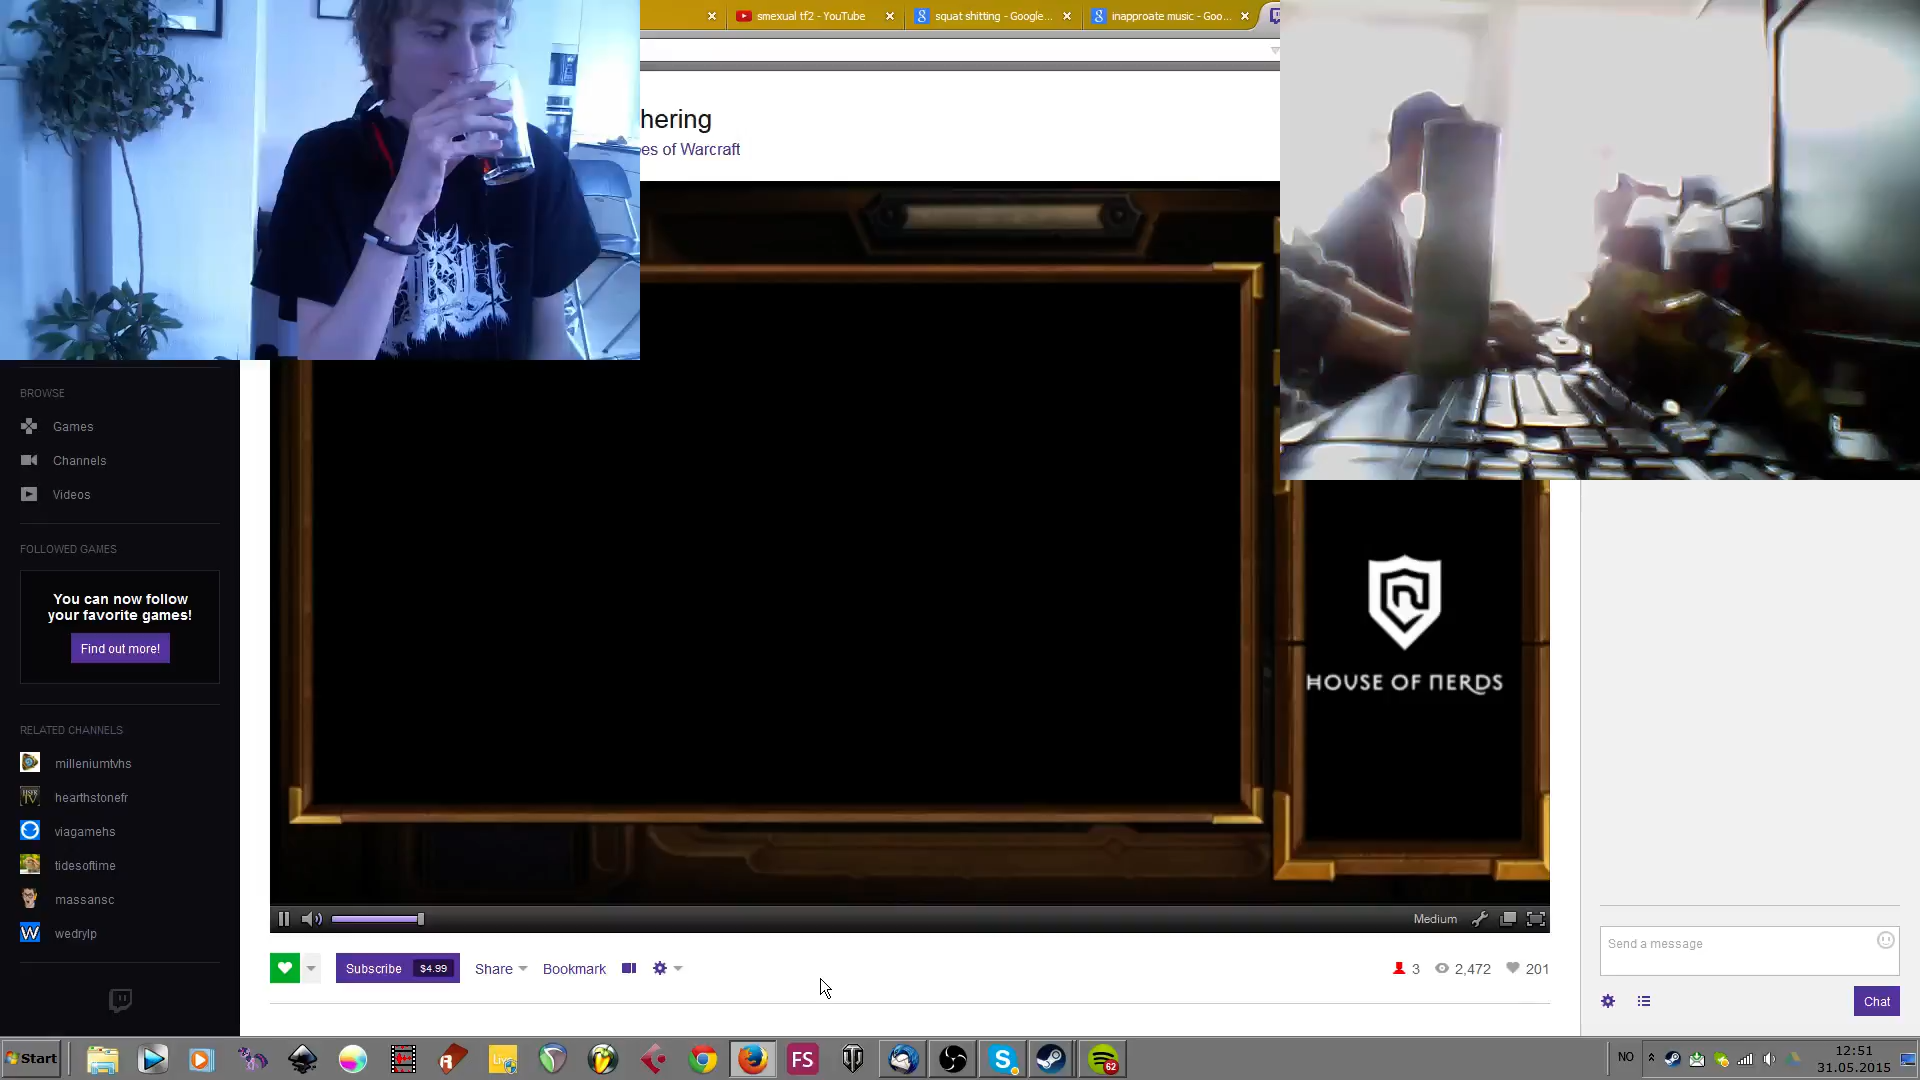 smexual tf2 - YouTube
squat shitting - Google...
inapproate music - Goo...
hering
es of Warcraft
BROWSE
Games
Channels
Videos
FOLLOWED GAMES
You can now follow
your favorite games!
Find out more!
RELATED CHANNELS
milleniumtvhs
hearthstonefr
viagamehs
tidesoftime
massansc
wedrylp
HOUSE OF NERDS
Medium
Subscribe $4.99 Share Bookmark
3 2,472 201
Send a message
Chat
Start
FS
62
NO
12:51
31.05.2015